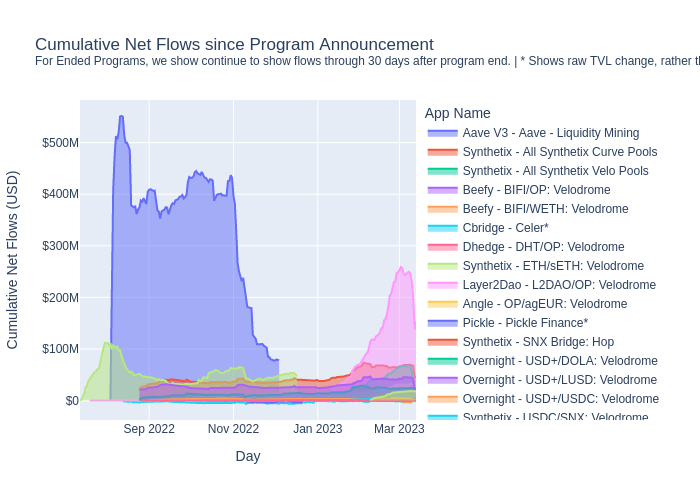 Cumulative Net Flows since Program Announcement
For Ended Programs, we show continue to show flows through 30 days after program end. | * Shows raw TVL change, rather
App Name
Aave V3 - Aave - Liquidity Mining
Synthetix - All Synthetix Curve Pools
Synthetix - All Synthetix Velo Pools
Beefy - BIFI/OP: Velodrome
Beefy - BIFI/WETH: Velodrome
Cbridge - Celer*
Dhedge - DHT/OP: Velodrome
Synthetix - ETH/sETH: Velodrome
Layer2Dao - L2DAO/OP: Velodrome
Angle - OP/agEUR: Velodrome
Pickle - Pickle Finance*
Synthetix - SNX Bridge: Hop
Overnight - USD+/DOLA: Velodrome
Overnight - USD+/LUSD: Velodrome
Overnight - USD+/USDC: Velodrome
Synthetix - USDC/SNX: Velodrome
Cumulative Net Flows (USD)
$500M
$400M
$300M
$200M
$100M
$0
Sep 2022
Nov 2022
Jan 2023
Mar 2023
Day